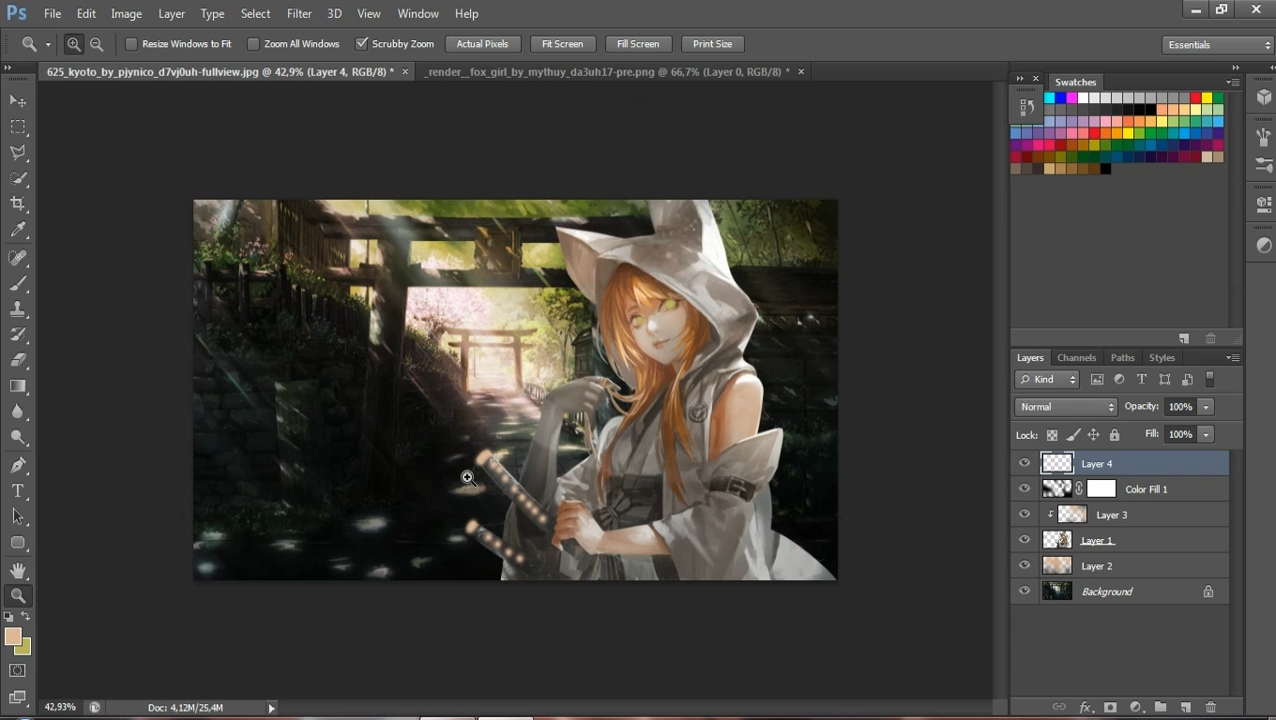 Ps File Edit Image Layer Type Select Filter 3D View Window Help
Resize Windows to Fit Zoom All Windows Scrubby Zoom Actual Pixels Fit Screen Fill Screen Print Size Essentials
625_kyoto_by_pjynico_d7vj0uh-fullview.jpg @ 42,9% (Layer 4, RGB/8) * × _render__fox_girl_by_mythuy_da3uh17-pre.png @ 66,7% (Layer 0, RGB/8) * ×
Swatches
Layers Channels Paths Styles
Kind
Normal Opacity: 100%
Lock: Fill: 100%
Layer 4
Color Fill 1
Layer 3
Layer 1
Layer 2
Background
42,93% Doc: 4,12M/25,4M